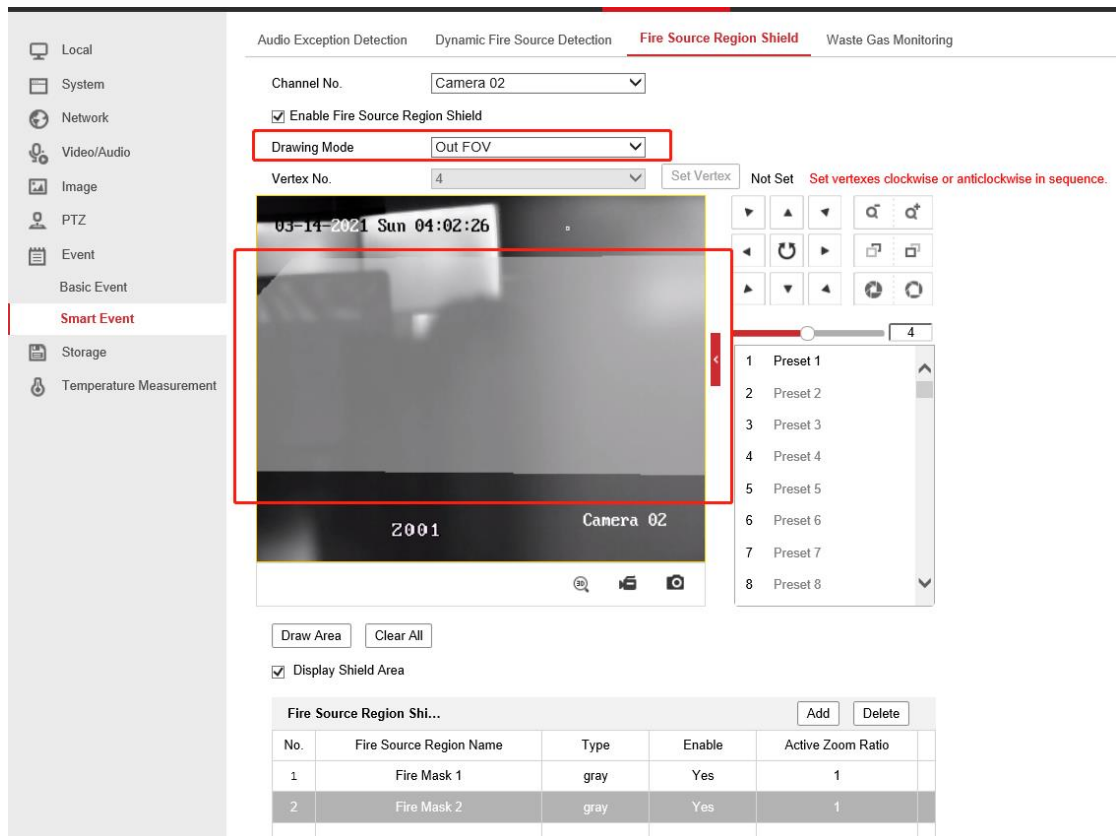 Audio Exception Detection Dynamic Fire Source Detection Fire Source Region Shield Waste Gas Monitoring
Local
System
Network
Video/Audio
Image
PTZ
Event
Basic Event
Smart Event
Storage
Temperature Measurement
Channel No. Camera 02
Enable Fire Source Region Shield
Drawing Mode Out FOV
Vertex No. 4 Set Vertex Not Set Set vertexes clockwise or anticlockwise in sequence.
03-14-2021 Sun 04:02:26
Camera 02
Z001
3D
4
1 Preset 1
2 Preset 2
3 Preset 3
4 Preset 4
5 Preset 5
6 Preset 6
7 Preset 7
8 Preset 8
Draw Area Clear All
Display Shield Area
Fire Source Region Shi... Add Delete
No. Fire Source Region Name Type Enable Active Zoom Ratio
1 Fire Mask 1 gray Yes 1
2 Fire Mask 2 gray Yes 1